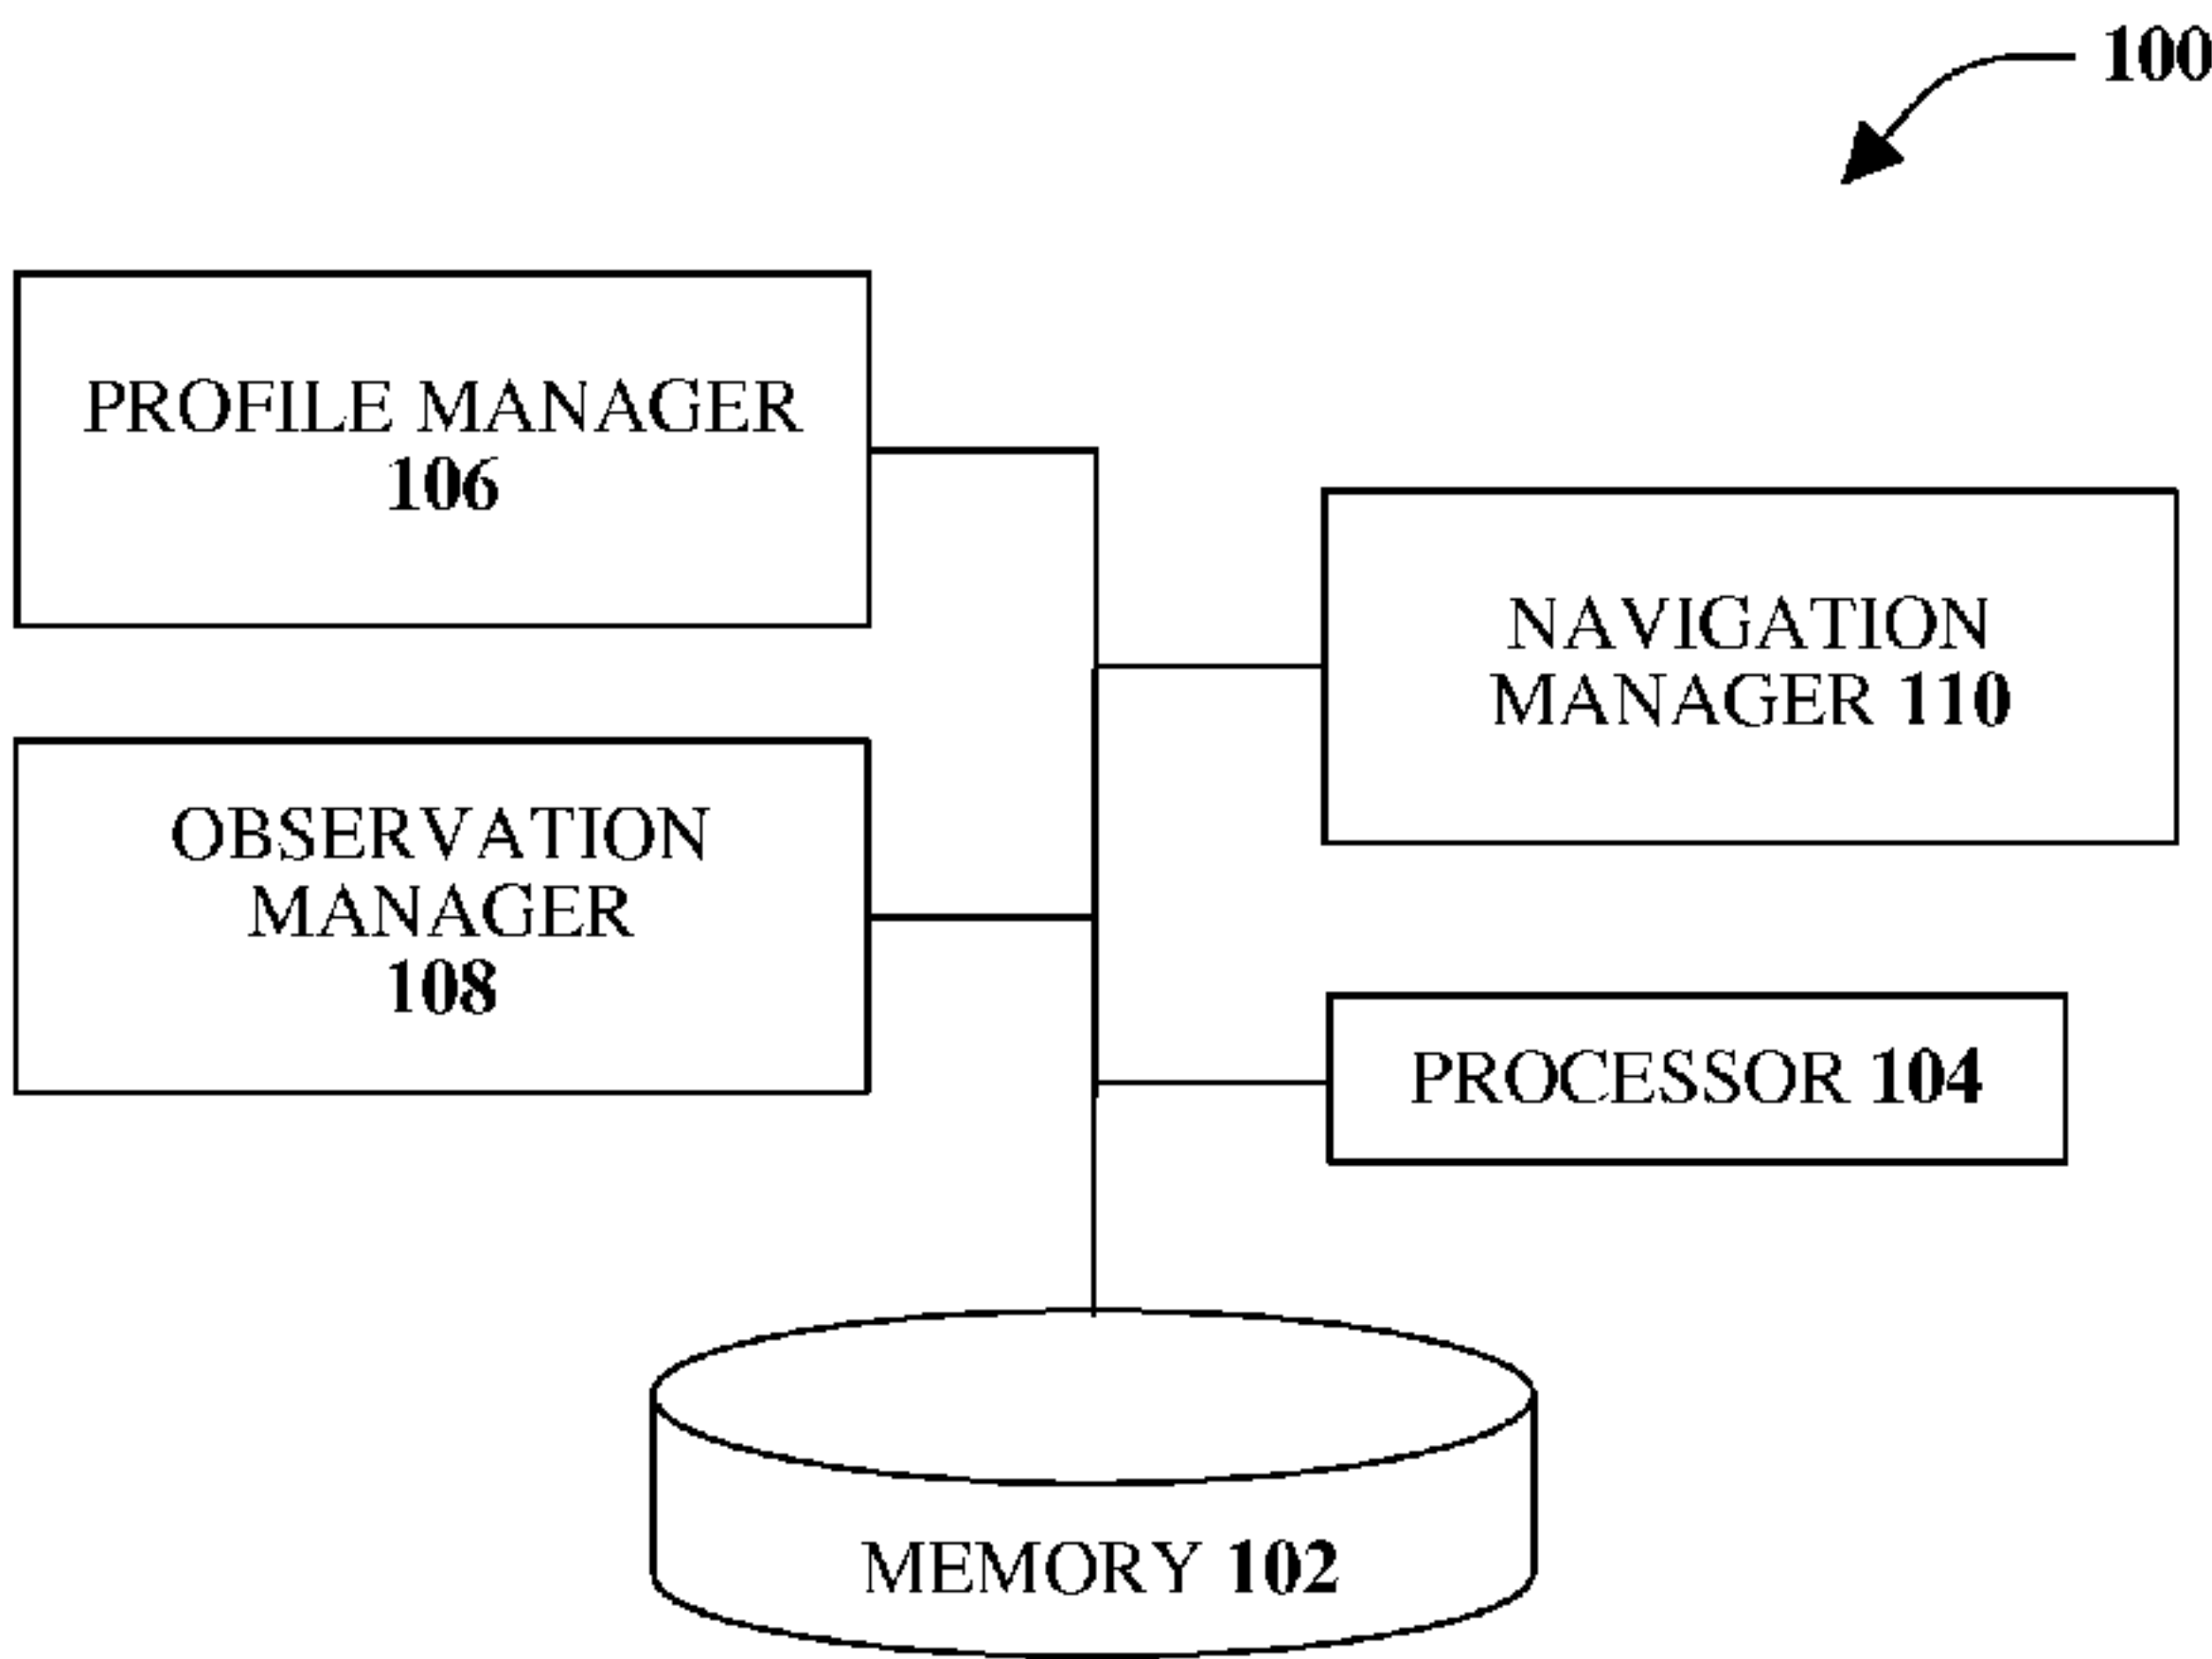 100
PROFILE MANAGER
106
NAVIGATION
MANAGER 110
OBSERVATION
MANAGER
108
PROCESSOR 104
MEMORY 102